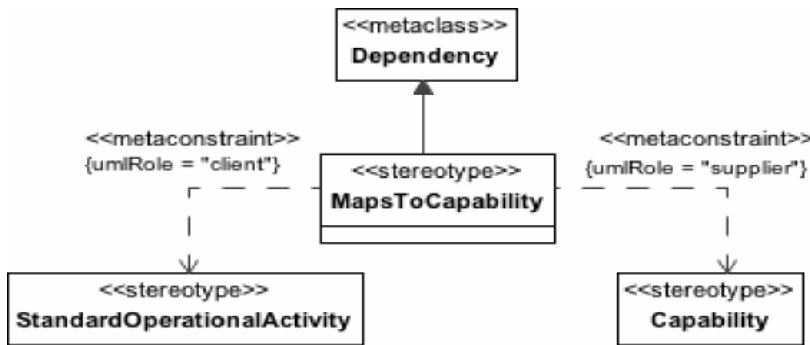 <<metaclass>>
Dependency
<<metaconstraint>>
{umlRole = "client"}
<<metaconstraint>>
{umlRole = "supplier"}
<<stereotype>>
MapsToCapability
<<stereotype>>
StandardOperationalActivity
<<stereotype>>
Capability